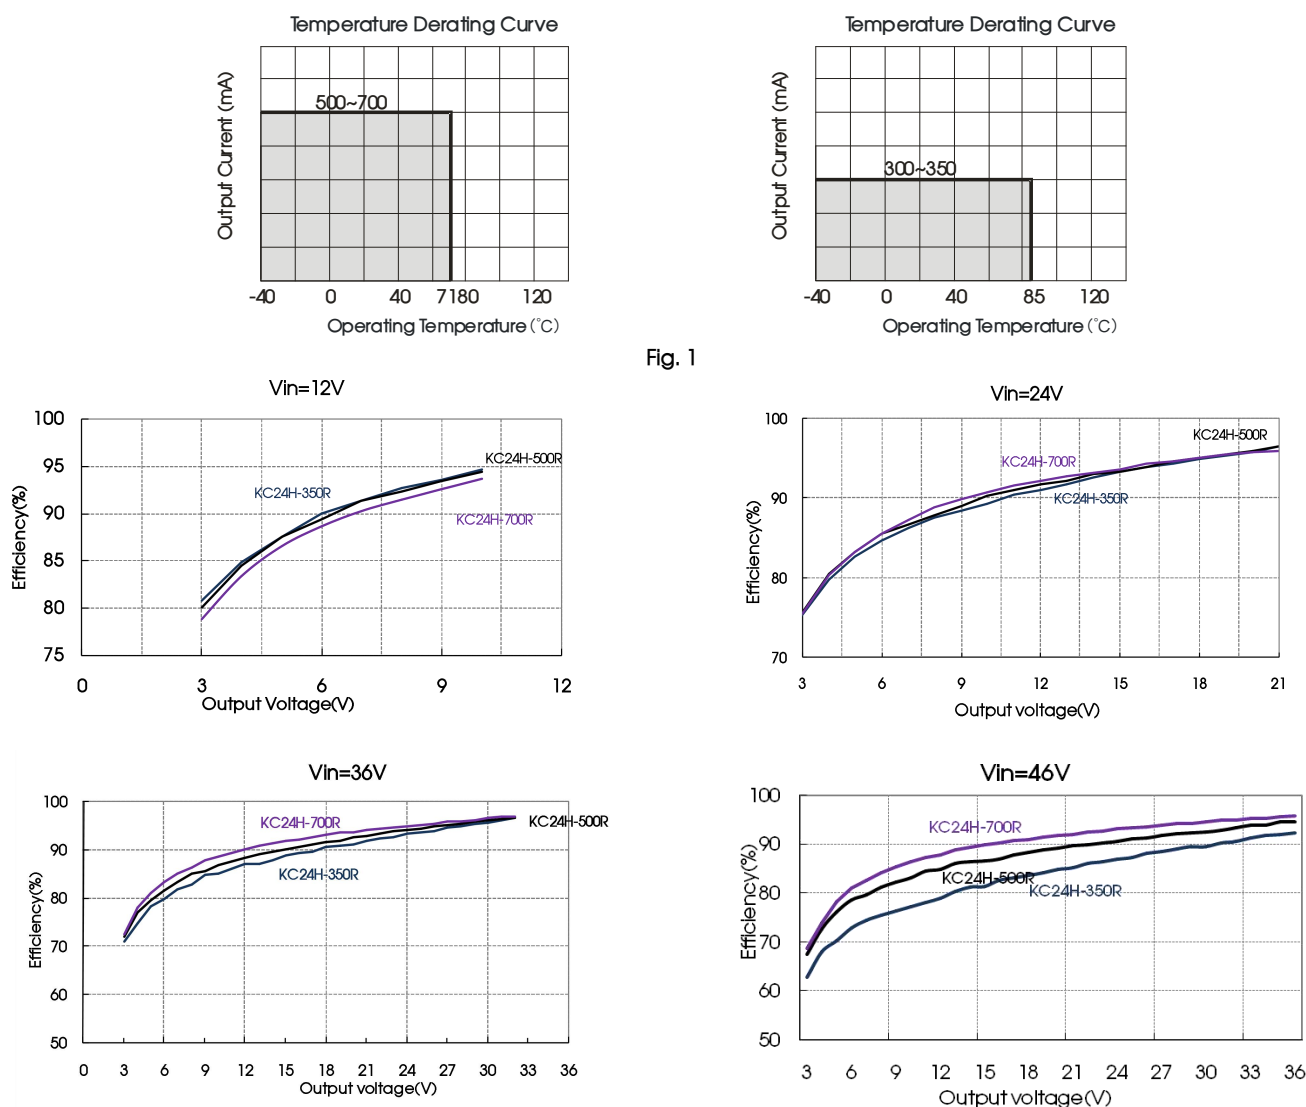 Temperature Derating Curve
Output Current (mA)
500~700
-40 0 40 7180 120
Operating Temperature (°C)
Temperature Derating Curve
Output Current (mA)
300~350
-40 0 40 85 120
Operating Temperature (°C)
Fig. 1
Vin=12V
Efficiency(%)
100
95
90
85
80
75
KC24H-500R
KC24H-350R
KC24H-700R
0 3 6 9 12
Output Voltage(V)
Vin=24V
Efficiency(%)
100
90
80
70
KC24H-500R
KC24H-700R
KC24H-350R
3 6 9 12 15 18 21
Output voltage(V)
Vin=36V
Efficiency(%)
100
90
80
70
60
50
KC24H-700R
KC24H-500R
KC24H-350R
0 3 6 9 12 15 18 21 24 27 30 33 36
Output voltage(V)
Vin=46V
Efficiency(%)
100
90
80
70
60
50
KC24H-700R
KC24H-500R
KC24H-350R
3 6 9 12 15 18 21 24 27 30 33 36
Output voltage(V)